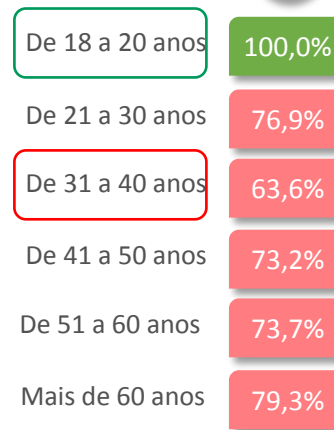 De 18 a 20 anos 100,0%
De 21 a 30 anos 76,9%
De 31 a 40 anos 63,6%
De 41 a 50 anos 73,2%
De 51 a 60 anos 73,7%
Mais de 60 anos 79,3%